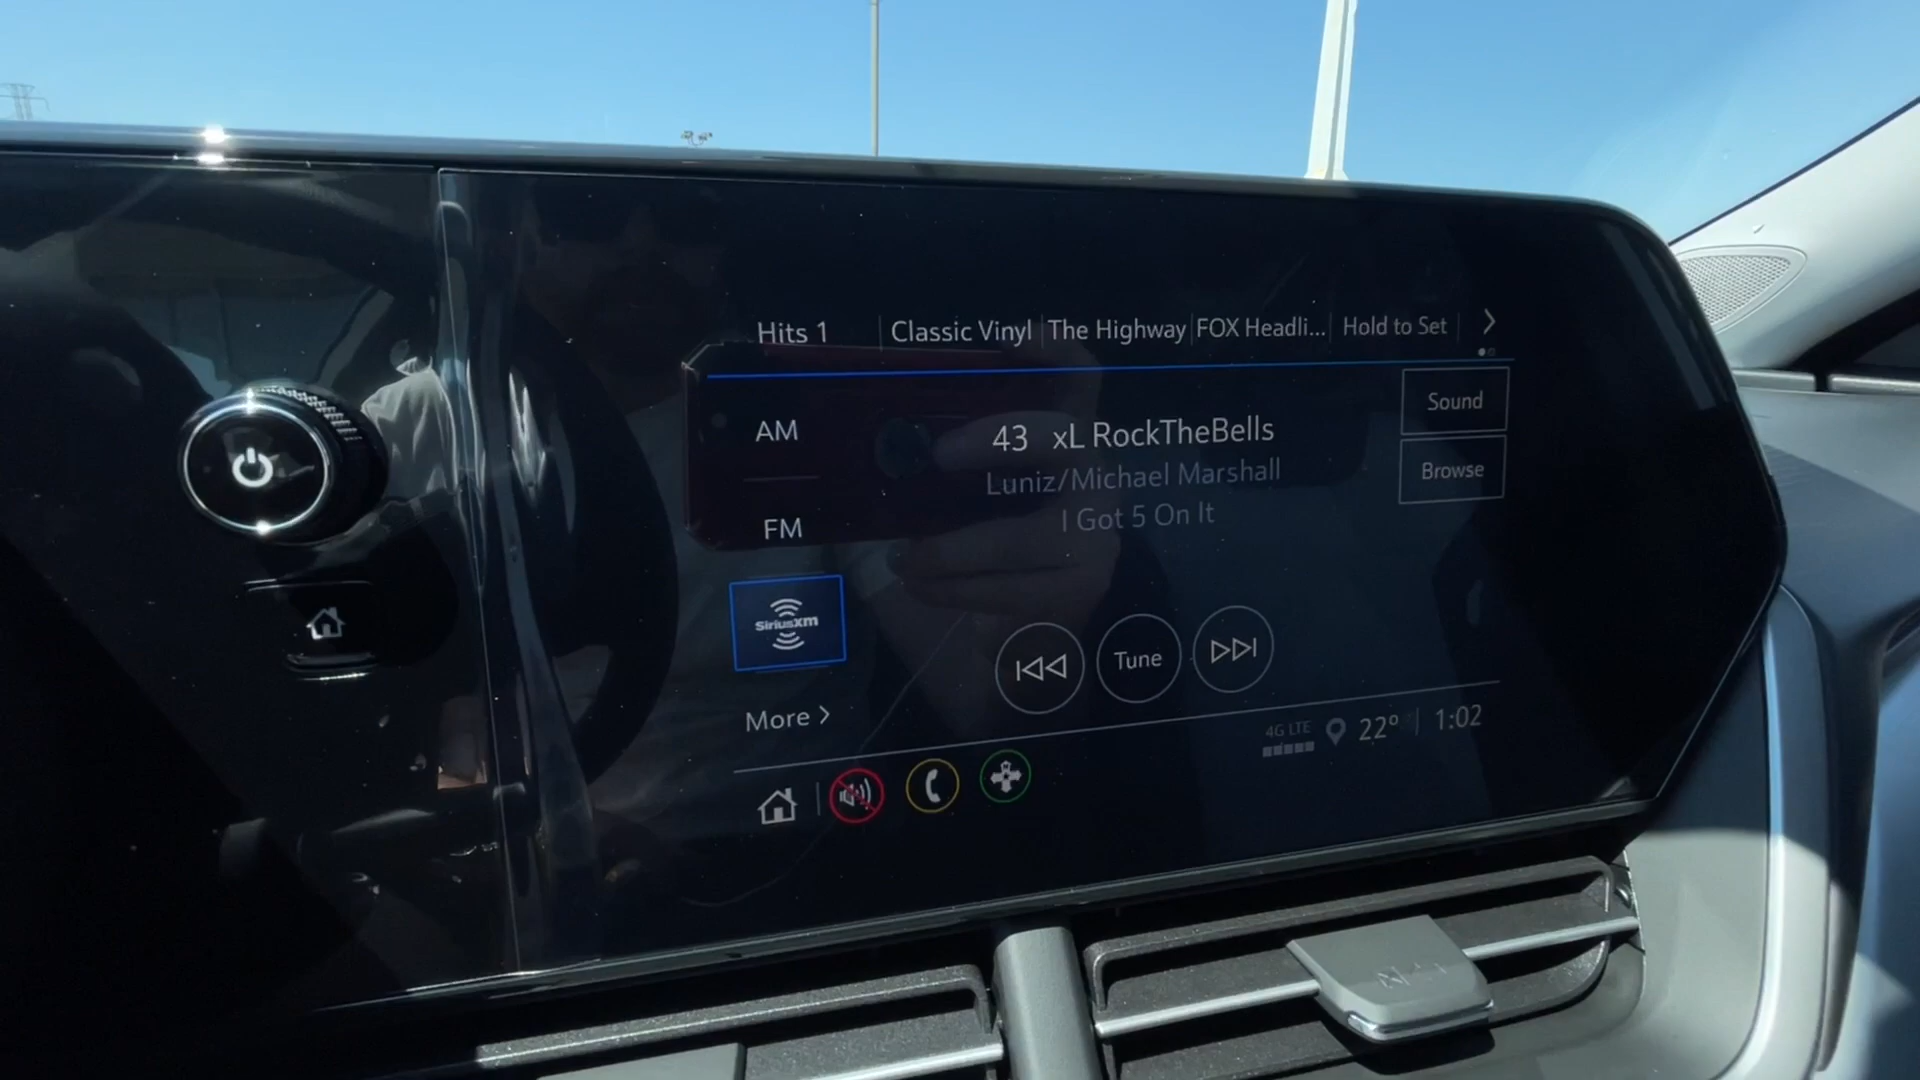 Hits 1 Classic Vinyl The Highway FOX Headli... Hold to Set
Sound
AM
43 xL RockTheBells
Luniz/Michael Marshall
Browse
I Got 5 On It
FM
SiriusXm
Tune
More
4G LTE 22° 1:02